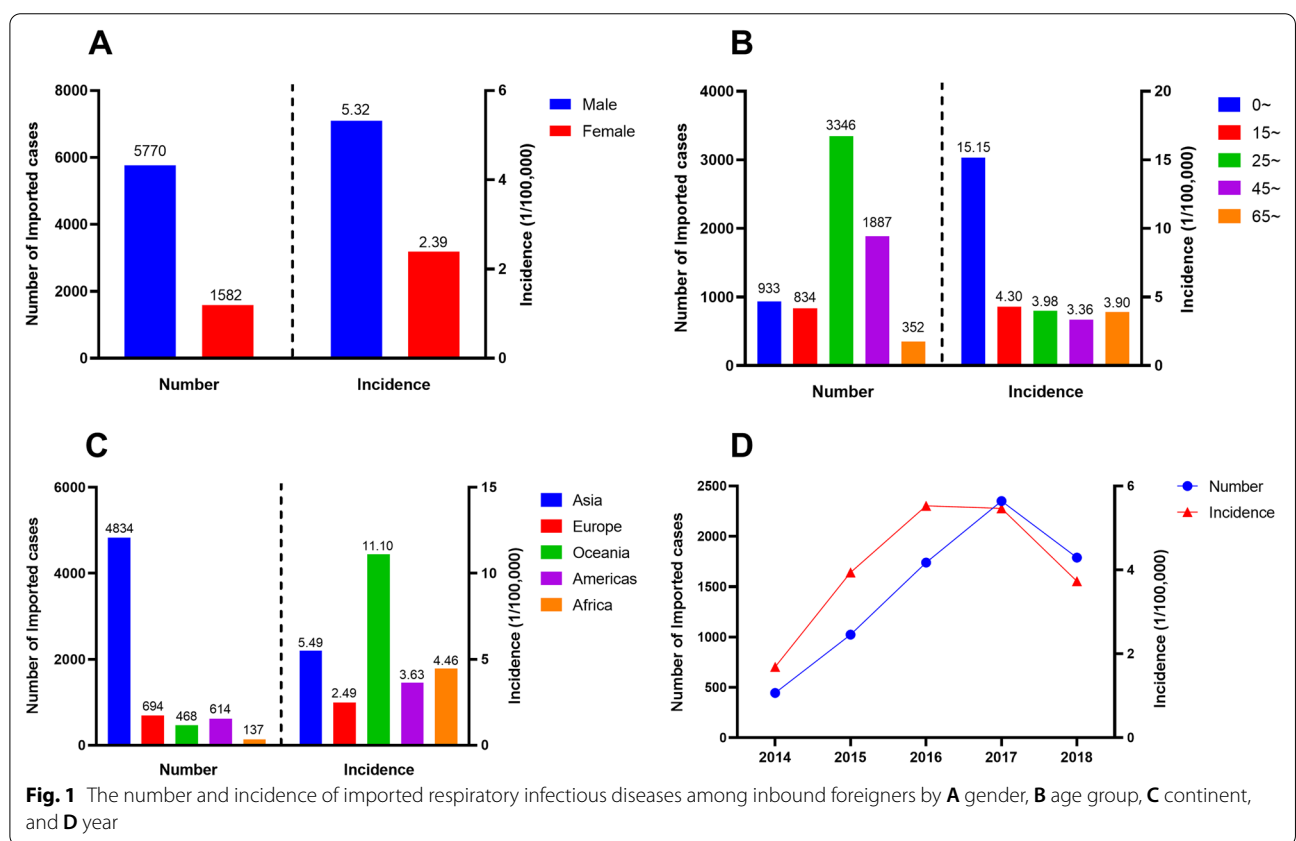 A
Number of Imported cases
8000
6000
4000
2000
0
5770
1582
5.32
2.39
6
4
2
0
Incidence (1/100,000)
Number
Incidence
Male
Female
B
Number of Imported cases
4000
3000
2000
1000
0
933
834
3346
1887
352
15.15
4.30
3.98
3.36
3.90
20
15
10
5
0
Incidence (1/100,000)
Number
Incidence
0~
15~
25~
45~
65~
C
Number of Imported cases
6000
4000
2000
0
4834
694
468
614
137
5.49
2.49
11.10
3.63
4.46
15
10
5
0
Incidence (1/100,000)
Number
Incidence
Asia
Europe
Oceania
Americas
Africa
D
Number of Imported cases
2500
2000
1500
1000
500
0
2014
2015
2016
2017
2018
6
4
2
0
Incidence (1/100,000)
Number
Incidence
Fig. 1 The number and incidence of imported respiratory infectious diseases among inbound foreigners by A gender, B age group, C continent,
and D year